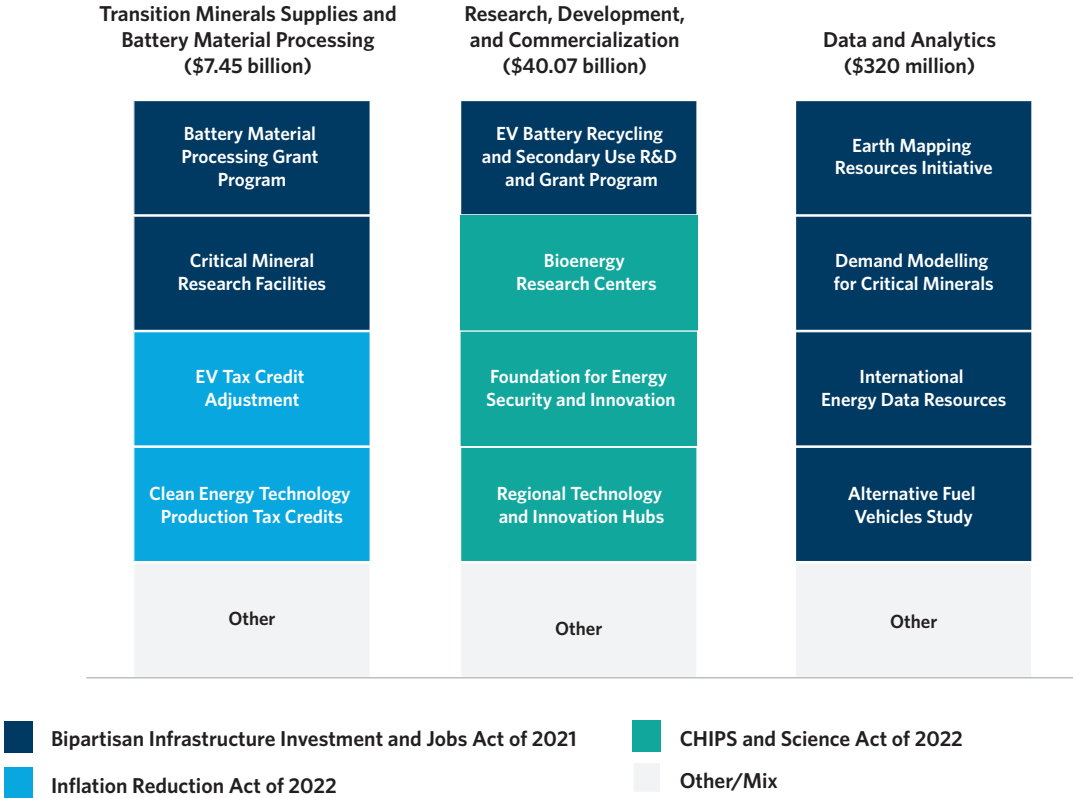 Transition Minerals Supplies and
Battery Material Processing
($7.45 billion)
Battery Material
Processing Grant
Program
Critical Mineral
Research Facilities
EV Tax Credit
Adjustment
Clean Energy Technology
Production Tax Credits
Other
Research, Development,
and Commercialization
($40.07 billion)
EV Battery Recycling
and Secondary Use R&D
and Grant Program
Bioenergy
Research Centers
Foundation for Energy
Security and Innovation
Regional Technology
and Innovation Hubs
Other
Data and Analytics
($320 million)
Earth Mapping
Resources Initiative
Demand Modelling
for Critical Minerals
International
Energy Data Resources
Alternative Fuel
Vehicles Study
Other
Bipartisan Infrastructure Investment and Jobs Act of 2021
Inflation Reduction Act of 2022
CHIPS and Science Act of 2022
Other/Mix